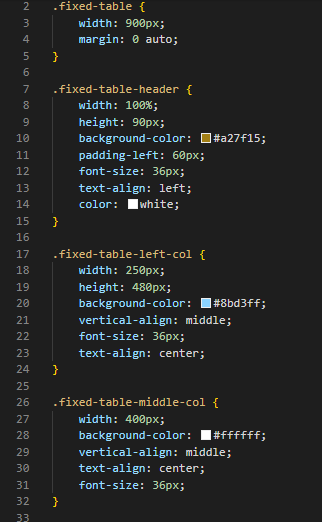 2 .fixed-table {
3 width: 900px;
4 margin: 0 auto;
5 }
6
7 .fixed-table-header {
8 width: 100%;
9 height: 90px;
10 background-color: #a27f15;
11 padding-left: 60px;
12 font-size: 36px;
13 text-align: left;
14 color: white;
15 }
16
17 .fixed-table-left-col {
18 width: 250px;
19 height: 480px;
20 background-color: #8bd3ff;
21 vertical-align: middle;
22 font-size: 36px;
23 text-align: center;
24 }
25
26 .fixed-table-middle-col {
27 width: 400px;
28 background-color: #ffffff;
29 vertical-align: middle;
30 text-align: center;
31 font-size: 36px;
32 }
33